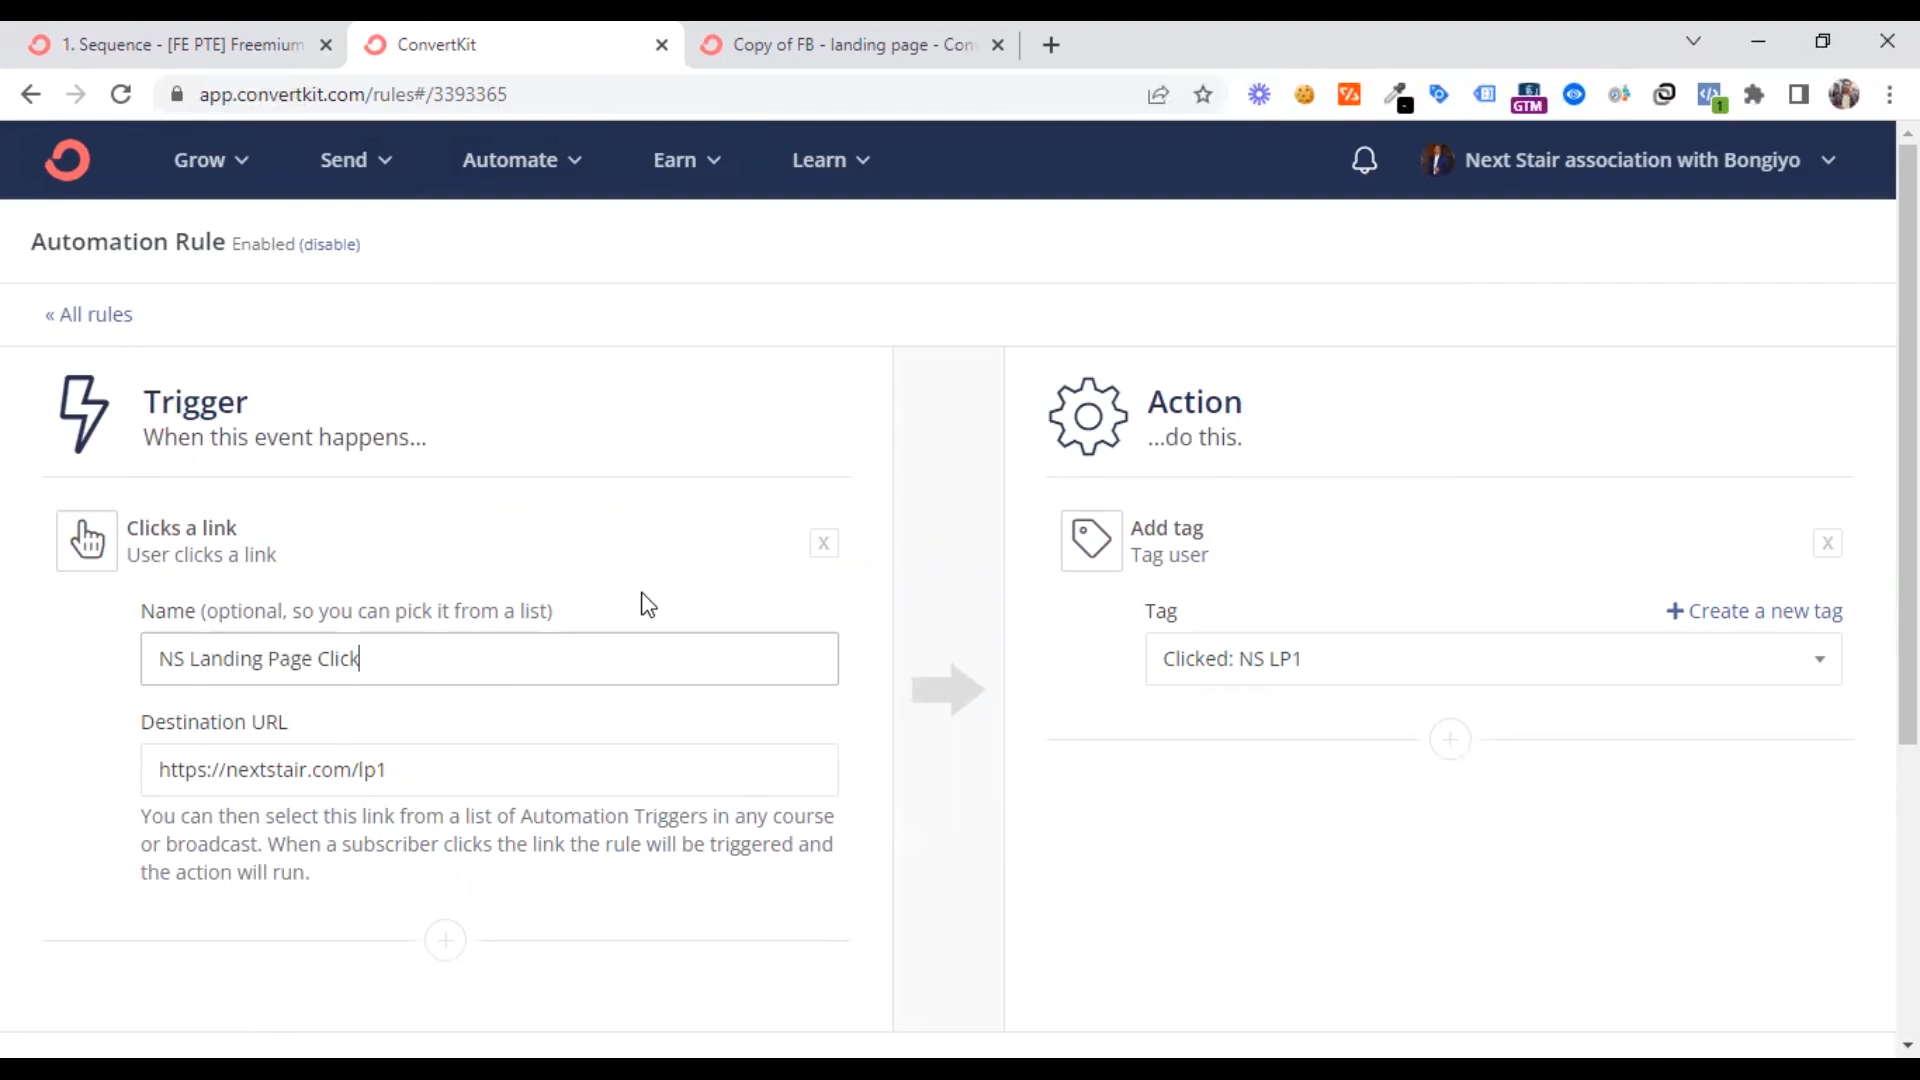 1. Sequence - [FE PTE] Freemium
ConvertKit
Copy of FB - landing page - Con
app.convertkit.com/rules#/3393365
GTM
1
Grow
Send
Automate
Earn
Learn
Next Stair association with Bongiyo
Automation Rule Enabled (disable)
« All rules
Trigger
When this event happens...
Clicks a link
User clicks a link
X
Name (optional, so you can pick it from a list)
NS Landing Page Click
Destination URL
https://nextstair.com/lp1
You can then select this link from a list of Automation Triggers in any course
or broadcast. When a subscriber clicks the link the rule will be triggered and
the action will run.
Action
...do this.
Add tag
Tag user
X
Tag
+ Create a new tag
Clicked: NS LP1